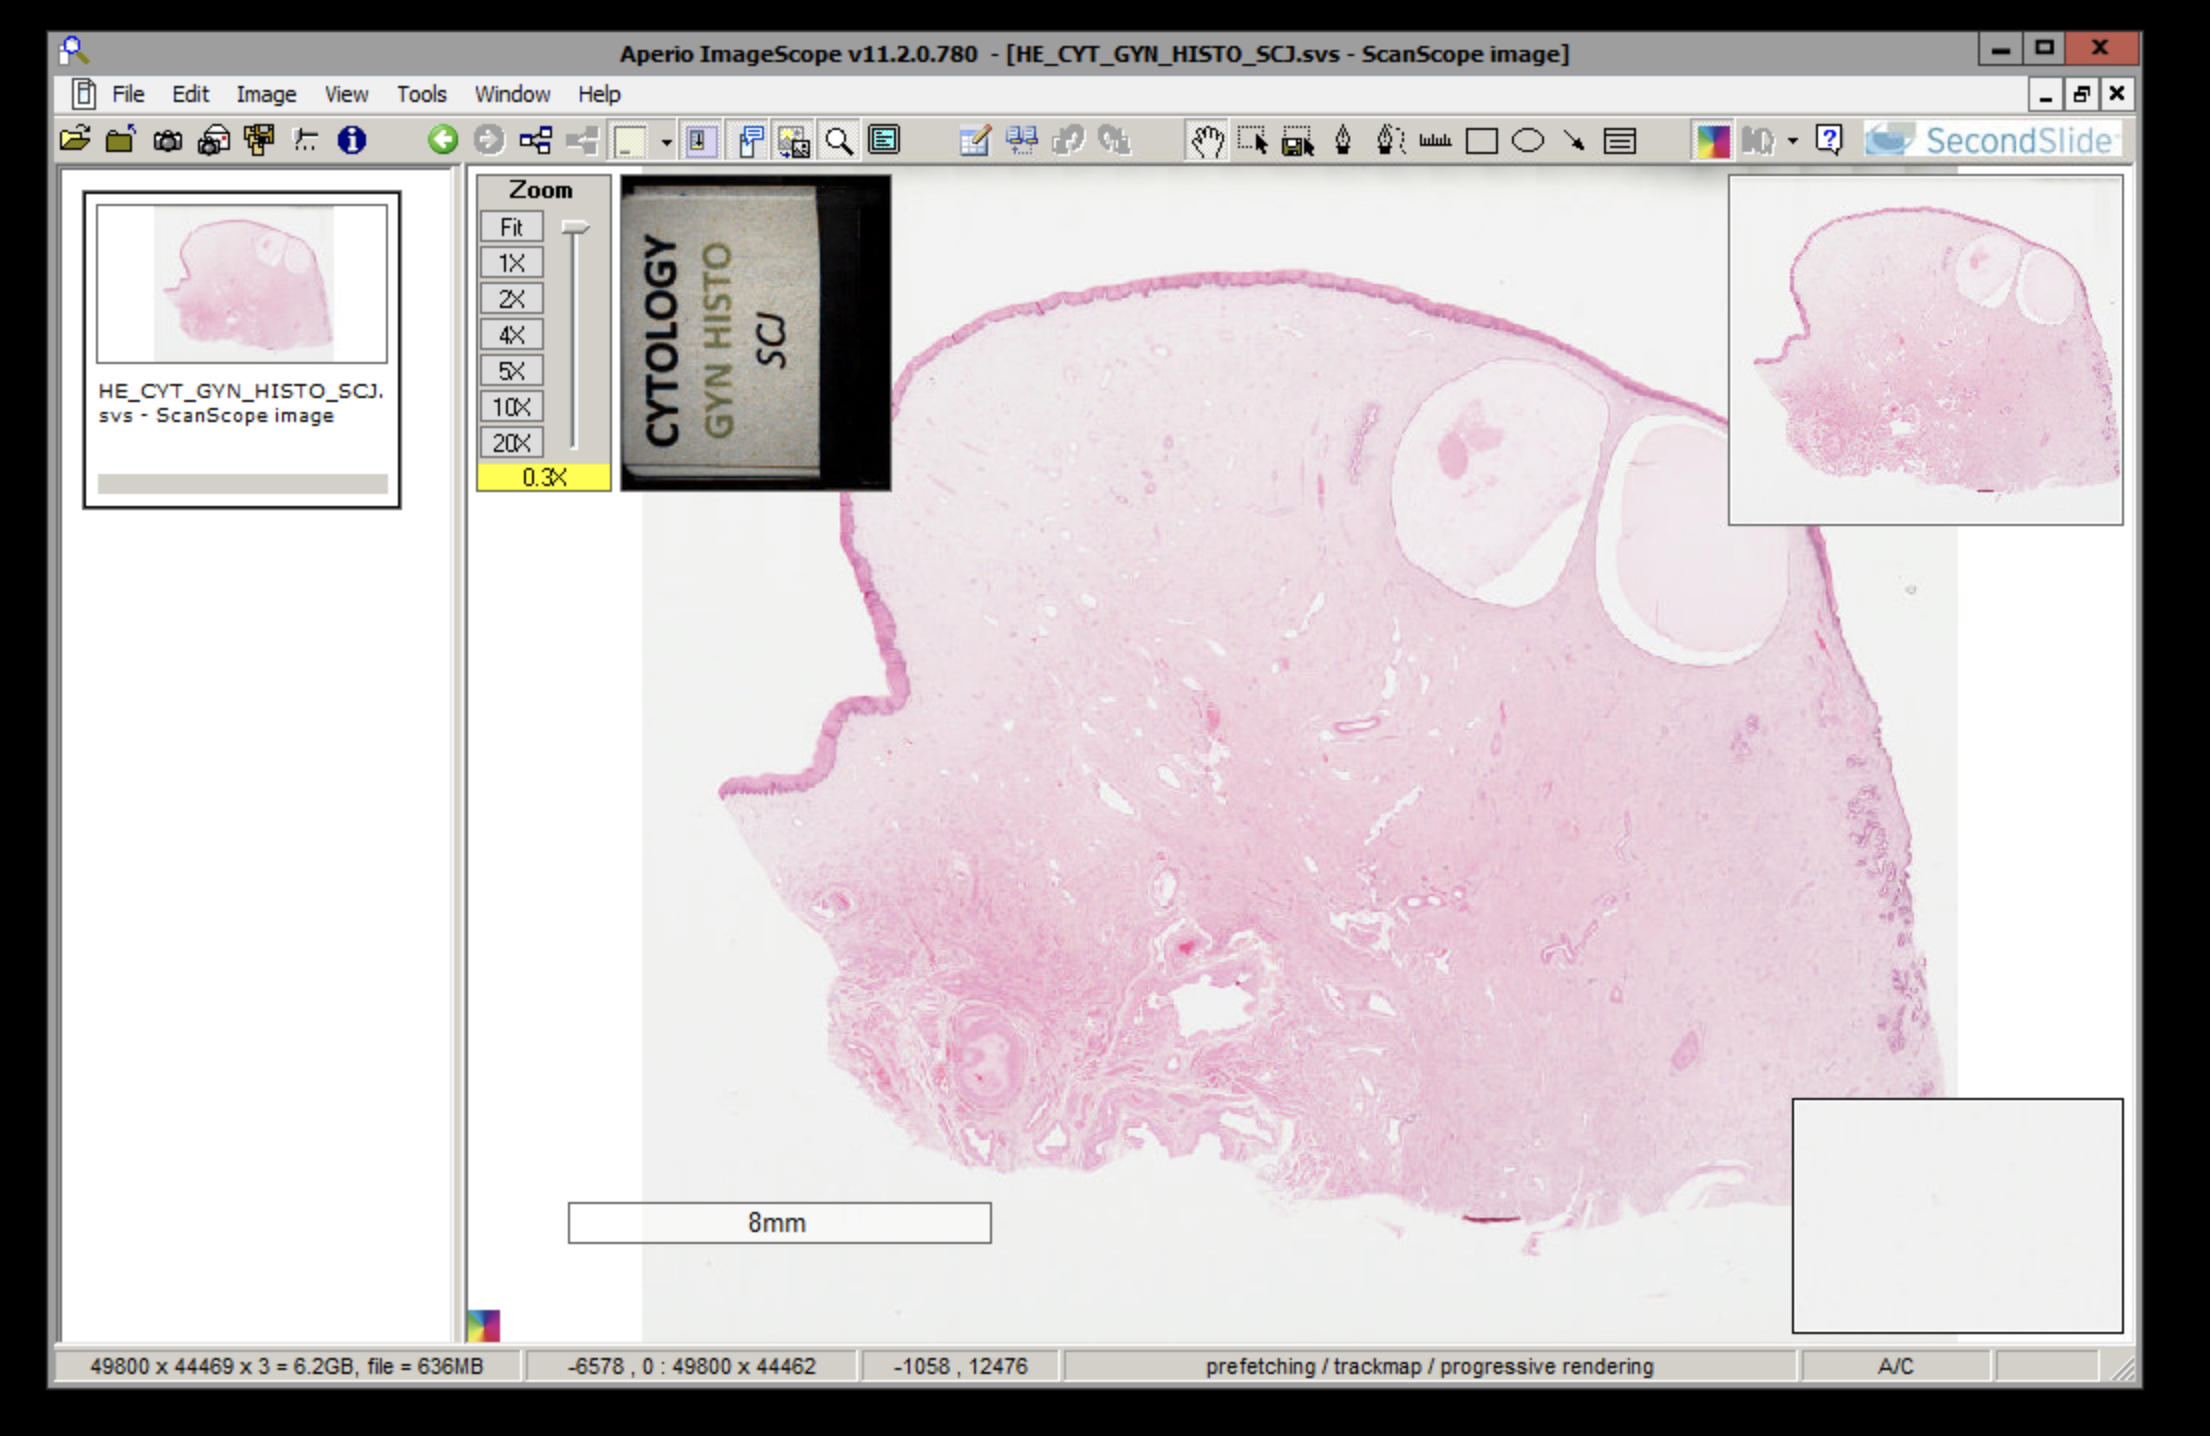 Aperio ImageScope v11.2.0.780 - [HE_CYT_GYN_HISTO_SCJ.svs - ScanScope image]
File Edit Image View Tools Window Help
SecondSlide
HE_CYT_GYN_HISTO_SCJ.
svs - ScanScope image
Zoom
Fit
1X
2X
4X
5X
10X
20X
0.3X
CYTOLOGY
GYN HISTO
SCJ
8mm
49800 x 44469 x 3 = 6.2GB, file = 636MB
-6578 , 0 : 49800 x 44462
-1058 , 12476
prefetching / trackmap / progressive rendering
A/C